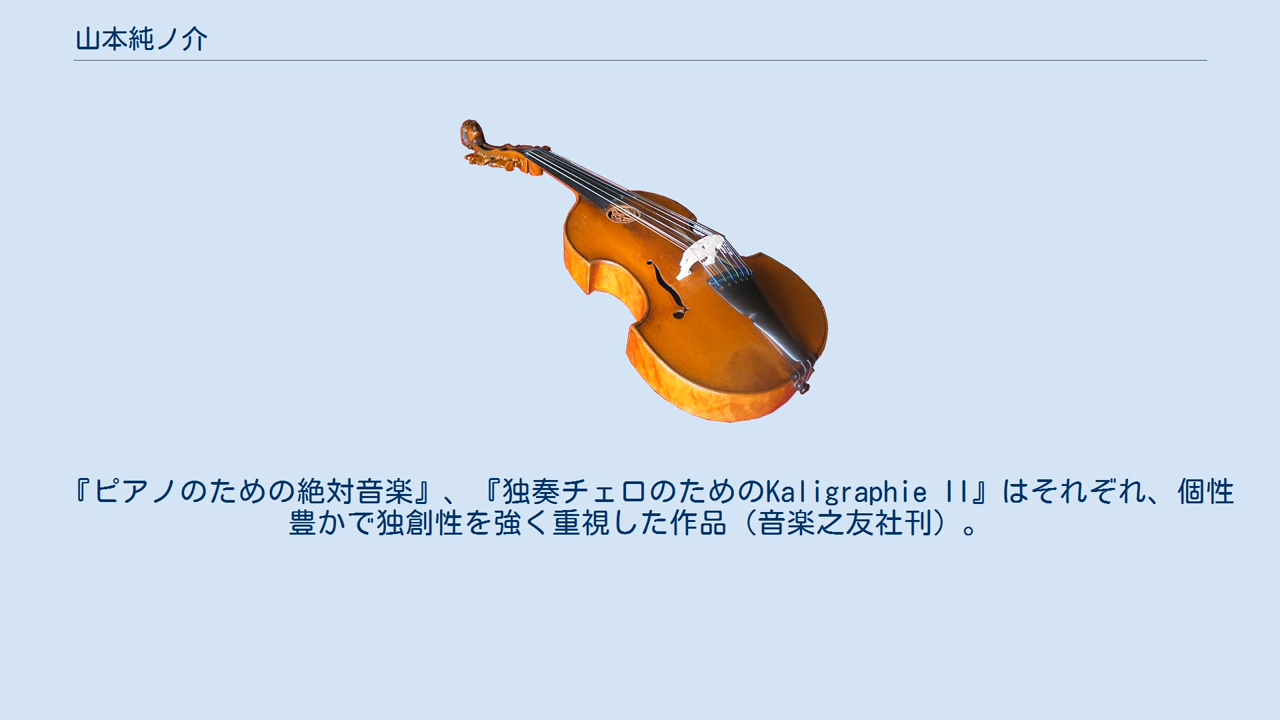 山本純ノ介
『ピアノのための絶対音楽』、『独奏チェロのためのKaligraphie II』はそれぞれ、個性
豊かで独創性を強く重視した作品（音楽之友社刊）。